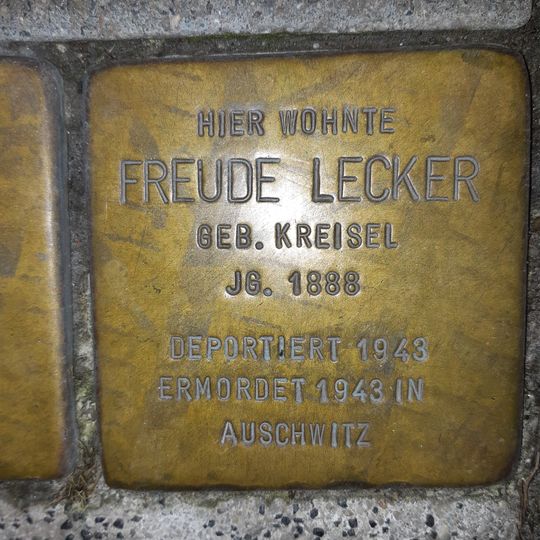 HIER WOHNTE
FREUDE LECKER
GEB. KREISEL
JG. 1888
DEPORTIERT 1943
ERMORDET 1943 IN
AUSCHWITZ